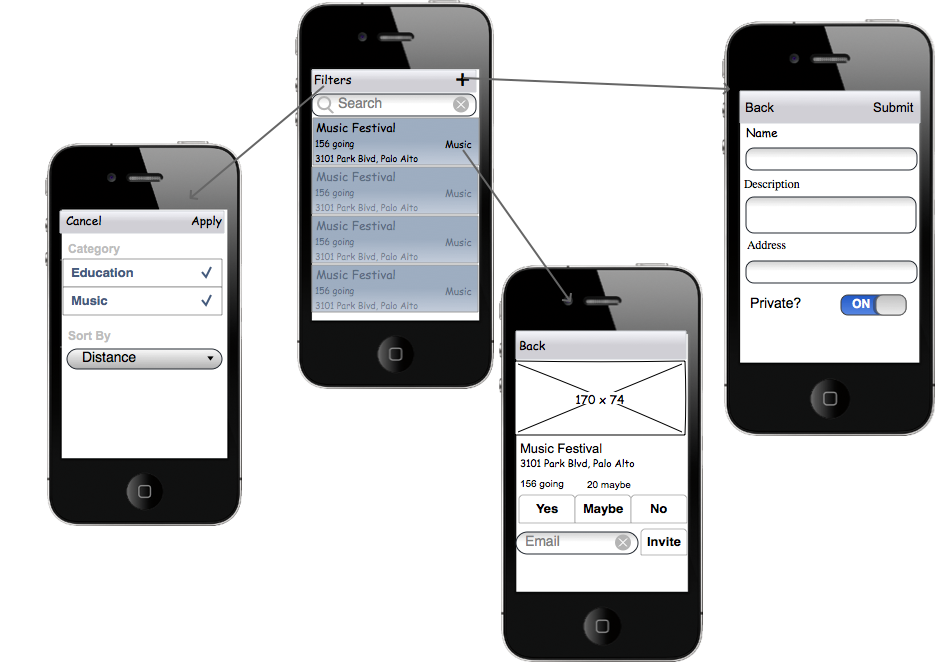 Filters +
Search
Music Festival
156 going Music
3101 Park Blvd, Palo Alto
Music Festival
156 going Music
3101 Park Blvd, Palo Alto
Music Festival
156 going Music
3101 Park Blvd, Palo Alto
Music Festival
156 going Music
3101 Park Blvd, Palo Alto
Cancel Apply
Category
Education
Music
Sort By
Distance
Back
170 x 74
Music Festival
3101 Park Blvd, Palo Alto
156 going 20 maybe
Yes Maybe No
Email Invite
Back Submit
Name
Description
Address
Private? ON